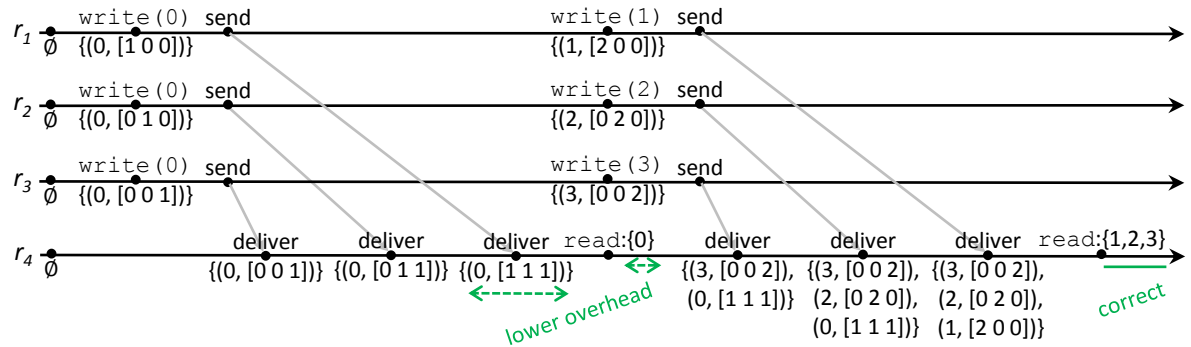 write(0) send write(1) send
r1 ∅ {(0, [1 0 0])} {(1, [2 0 0])}
write(0) send write(2) send
r2 ∅ {(0, [0 1 0])} {(2, [0 2 0])}
write(0) send write(3) send
r3 ∅ {(0, [0 0 1])} {(3, [0 0 2])}
deliver deliver deliver read:{0} deliver deliver deliver read:{1,2,3}
r4 ∅ {(0, [0 0 1])} {(0, [0 1 1])} {(0, [1 1 1])} {(3, [0 0 2]), {(3, [0 0 2]), {(3, [0 0 2]),
(0, [1 1 1])} (2, [0 2 0]), (2, [0 2 0]),
(0, [1 1 1])} (1, [2 0 0])}
lower overhead
correct